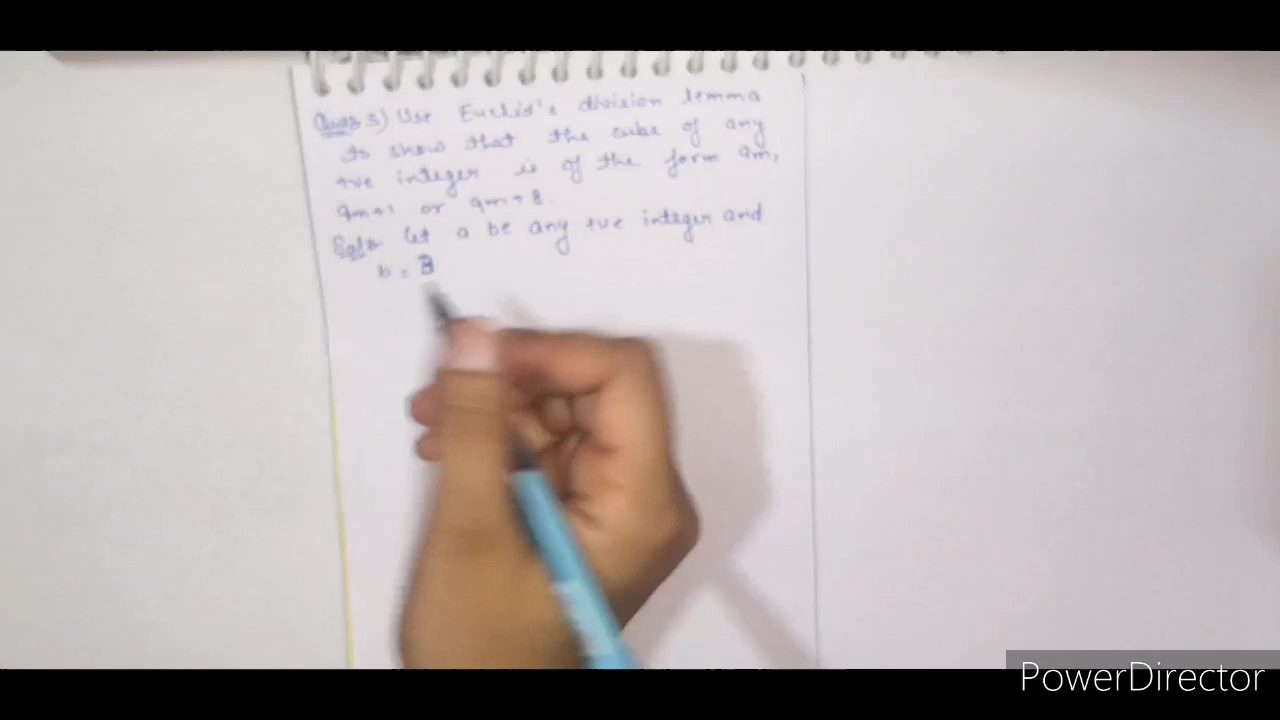 Ques 5) Use Euclid's division lemma
to show that the cube of any
+ve integer is of the form 9m,
9m+1 or 9m+8.
Soln Let a be any +ve integer and
b = 3
PowerDirector